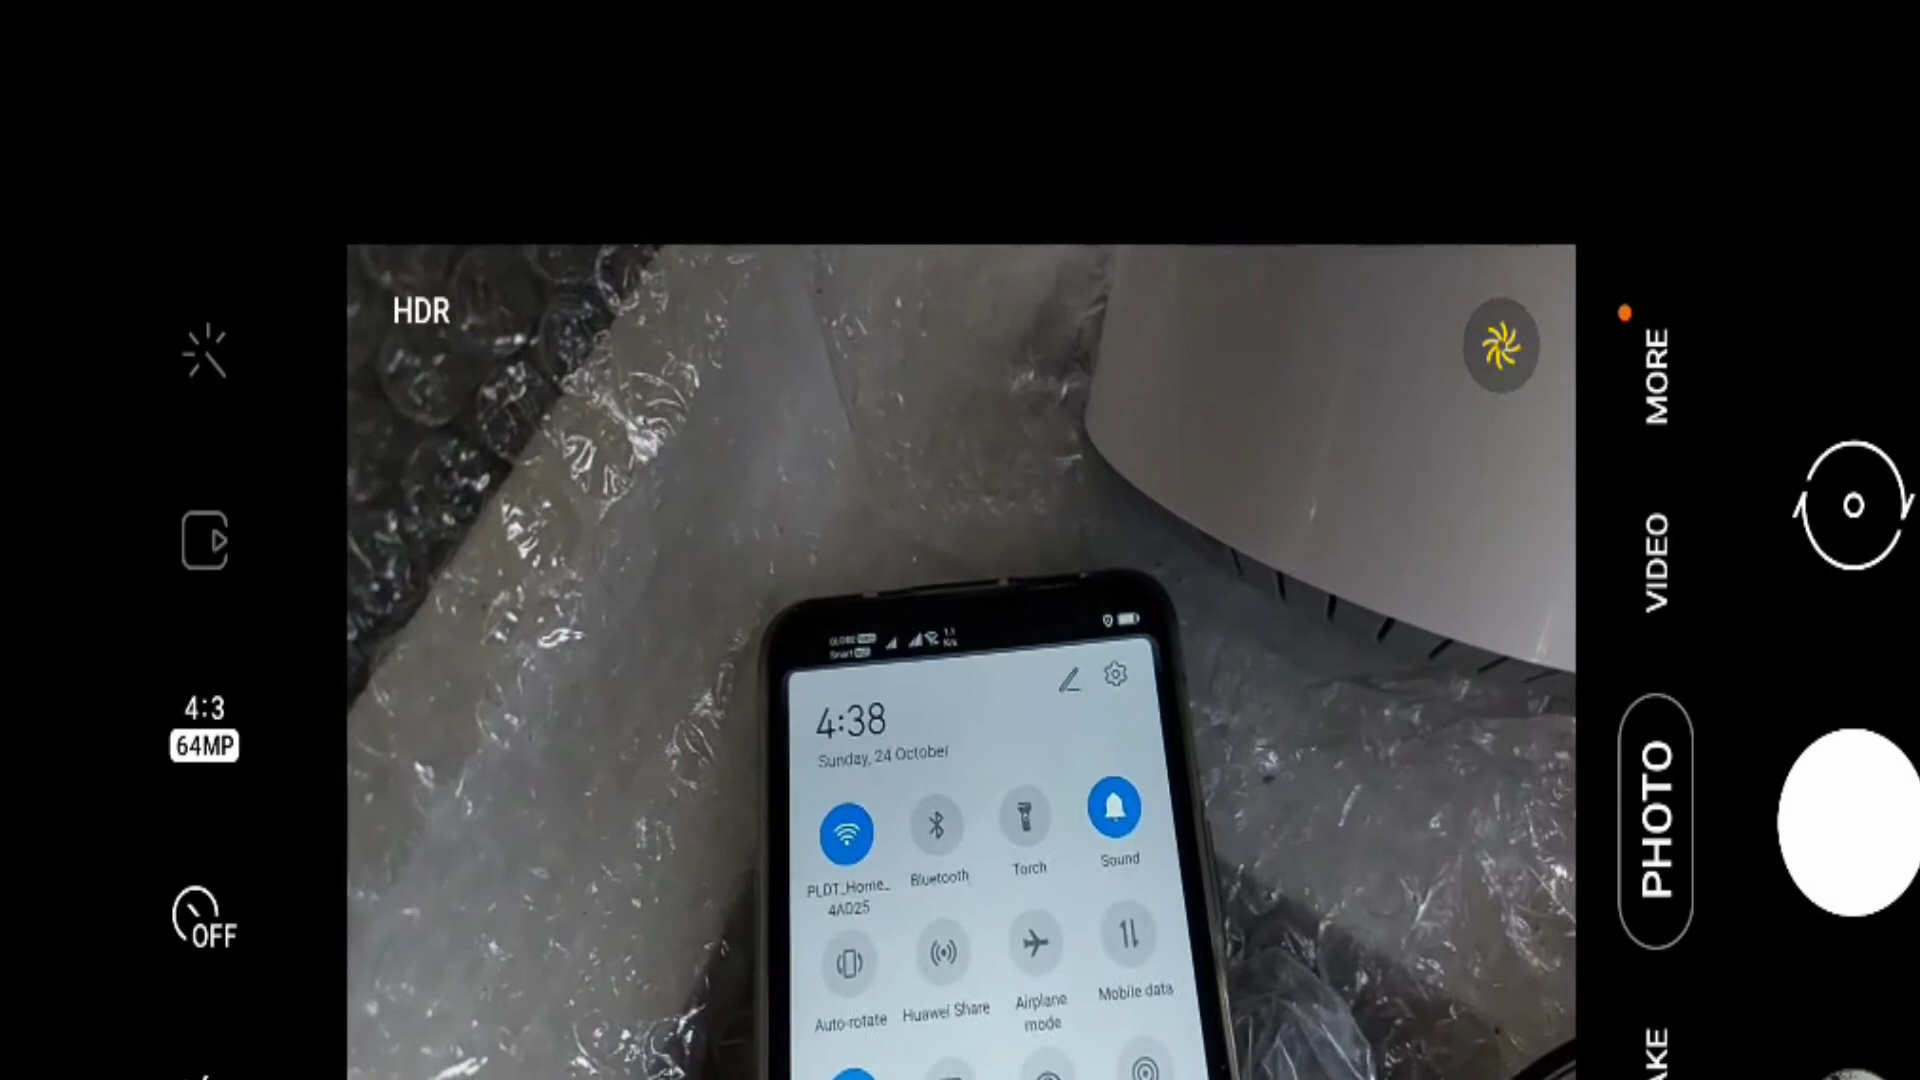 HDR
4:3
64MP
OFF
MORE
VIDEO
PHOTO
4:38
Sunday, 24 October
PLDT_Home_
4AD25
Bluetooth
Torch
Sound
Auto-rotate
Huawei Share
Airplane
mode
Mobile data